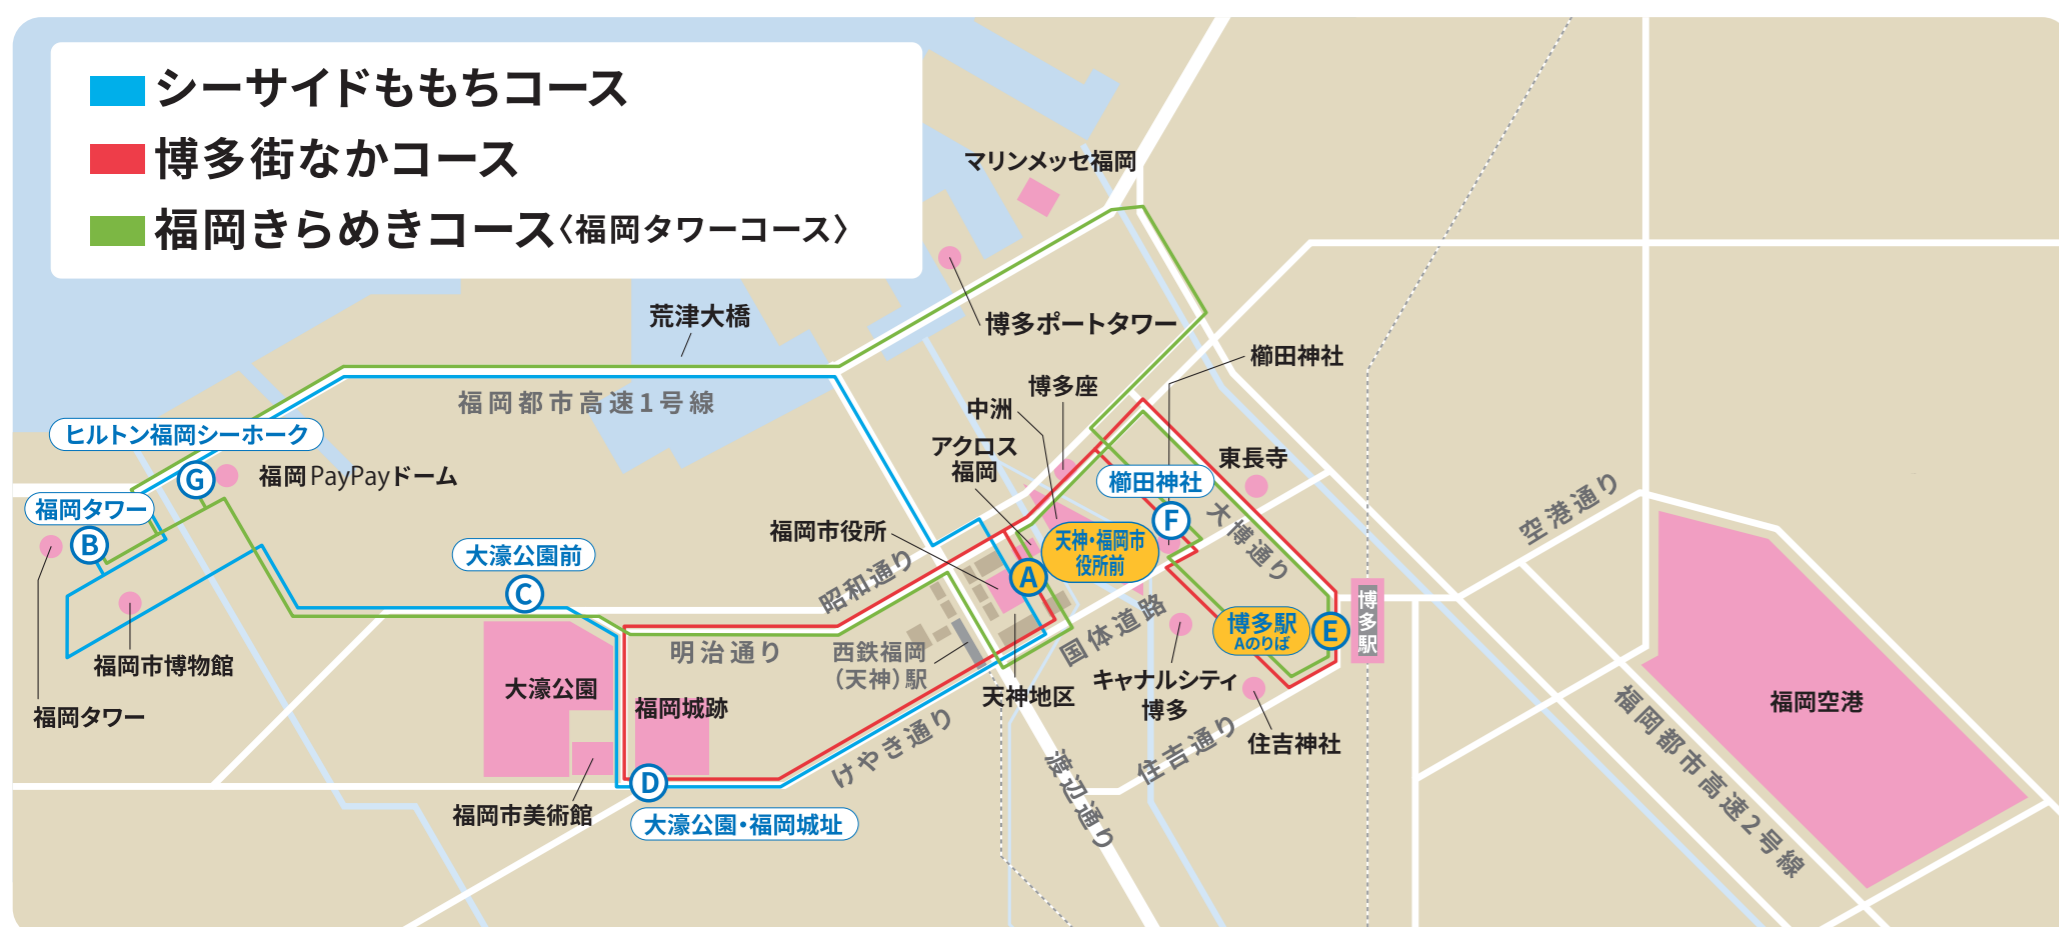 シーサイドももちコース
博多街なかコース
福岡きらめきコース〈福岡タワーコース〉
マリンメッセ福岡
荒津大橋
博多ポートタワー
櫛田神社
福岡都市高速1号線
博多座
中洲
アクロス
福岡
東長寺
ヒルトン福岡シーホーク
G
福岡PayPayドーム
櫛田神社
F
大博通り
空港通り
福岡タワー
B
福岡市役所
天神・福岡市
役所前
A
大濠公園前
C
昭和通り
国体道路
博多駅
博多駅
Aのりば
E
明治通り
西鉄福岡
（天神）駅
福岡市博物館
大濠公園
福岡城跡
天神地区
キャナルシティ
博多
福岡空港
福岡タワー
けやき通り
住吉通り
住吉神社
渡辺通り
福岡都市高速2号線
D
福岡市美術館
大濠公園・福岡城址